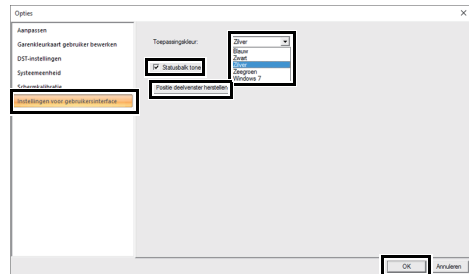 Opties
Aanpassen
Garenkleurkaart gebruiker bewerken
DST-instellingen
Systeemeenheid
Schermkalibratie
Instellingen voor gebruikersinterface
Toepassingskleur:
Zilver
Blauw
Zwart
Zilver
Zeegroen
Windows 7
Statusbalk tone
Positie deelvenster herstellen
OK
Annuleren